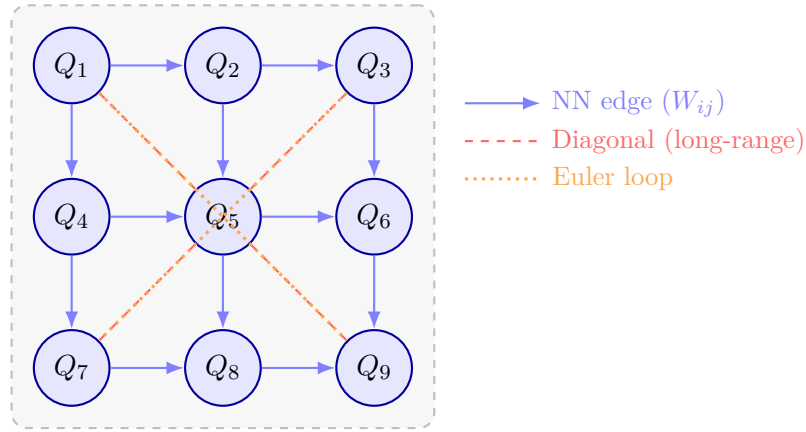 Q₁ Q₂ Q₃
Q₄ Q₅ Q₆
Q₇ Q₈ Q₉
NN edge (Wᵢⱼ)
Diagonal (long-range)
Euler loop